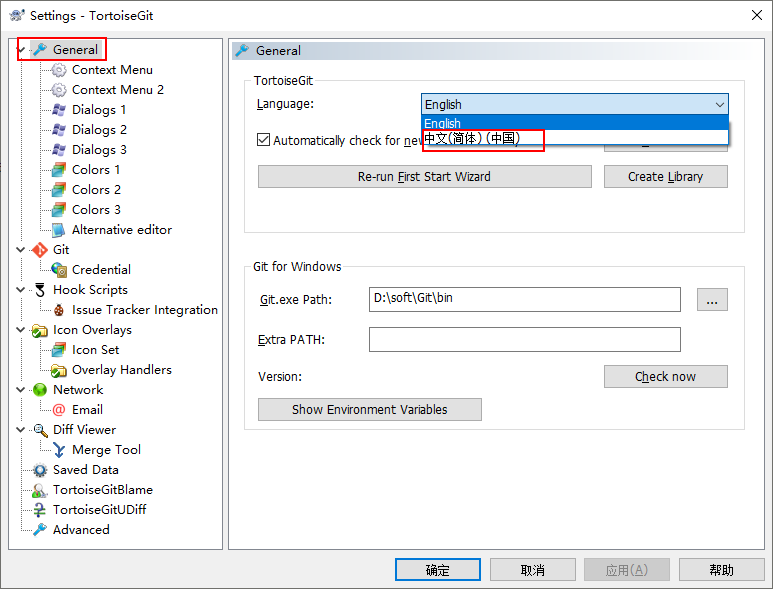 Settings - TortoiseGit
General
Context Menu
Context Menu 2
Dialogs 1
Dialogs 2
Dialogs 3
Colors 1
Colors 2
Colors 3
Alternative editor
Git
Credential
Hook Scripts
Issue Tracker Integration
Icon Overlays
Icon Set
Overlay Handlers
Network
Email
Diff Viewer
Merge Tool
Saved Data
TortoiseGitBlame
TortoiseGitUDiff
Advanced
General
TortoiseGit
Language:
English
English
中文(简体) (中国)
Automatically check for
Re-run First Start Wizard
Create Library
Git for Windows
Git.exe Path:
D:\soft\Git\bin
...
Extra PATH:
Version:
Check now
Show Environment Variables
确定
取消
应用(A)
帮助